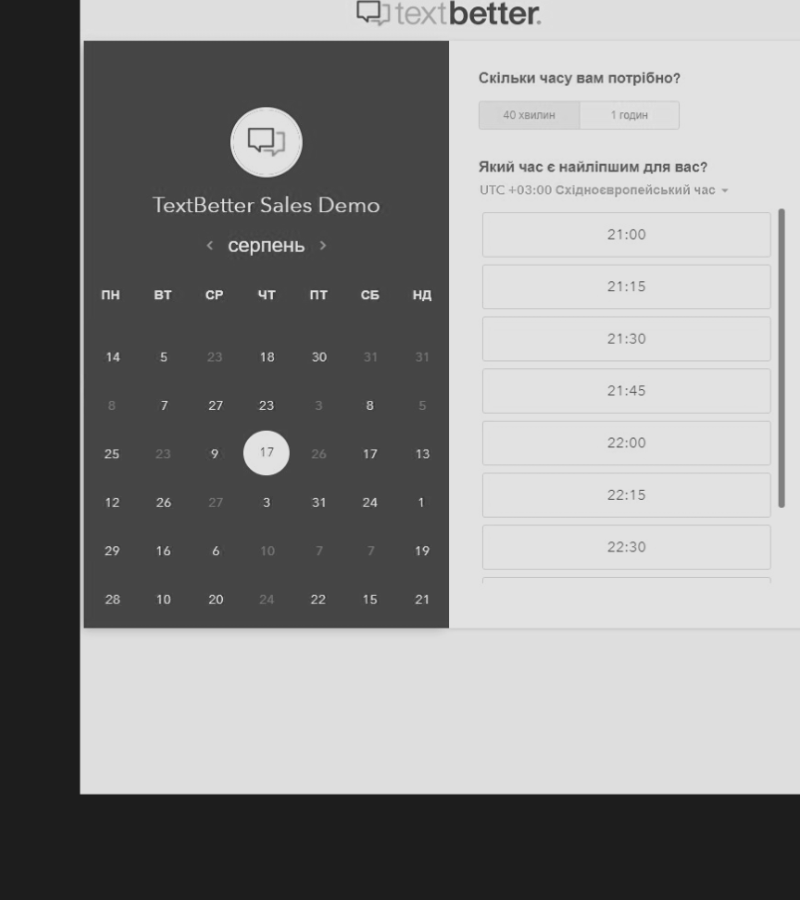 textbetter.
TextBetter Sales Demo
‹ серпень ›
ПН ВТ СР ЧТ ПТ СБ НД
14 5 23 18 30 31 31
8 7 27 23 3 8 5
25 23 9 17 26 17 13
12 26 27 3 31 24 1
29 16 6 10 7 7 19
28 10 20 24 22 15 21
Скільки часу вам потрібно?
40 хвилин 1 годин
Який час є найліпшим для вас?
UTC +03:00 Східноєвропейський час
21:00
21:15
21:30
21:45
22:00
22:15
22:30